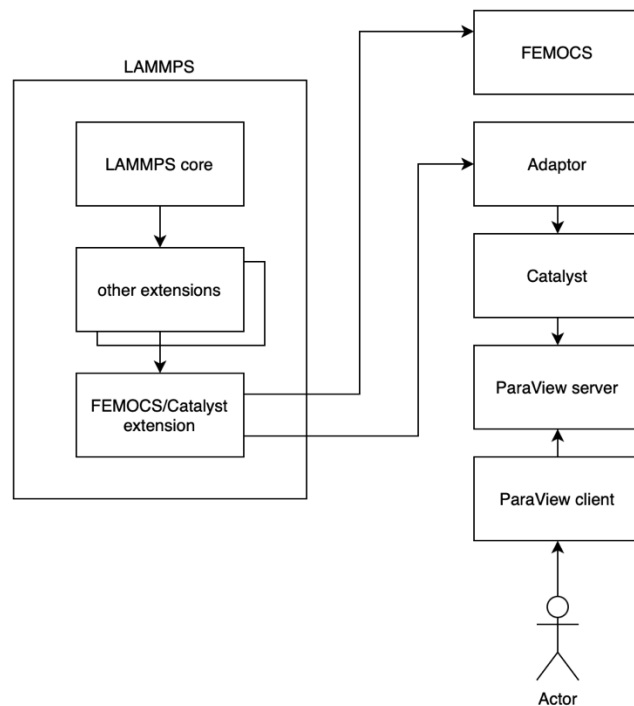 LAMMPS
LAMMPS core
other extensions
FEMOCS/Catalyst
extension
FEMOCS
Adaptor
Catalyst
ParaView server
ParaView client
Actor